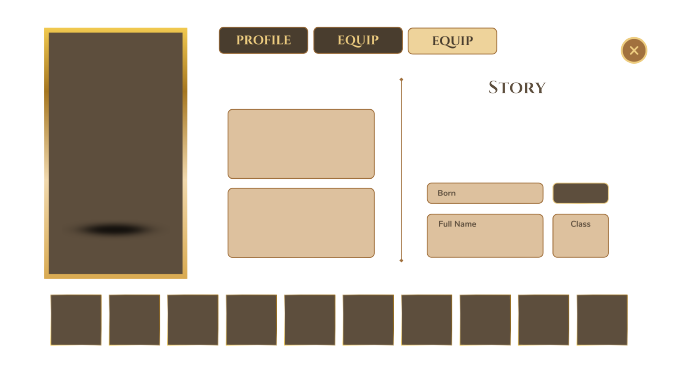 PROFILE
EQUIP
EQUIP
STORY
Born
Full Name
Class